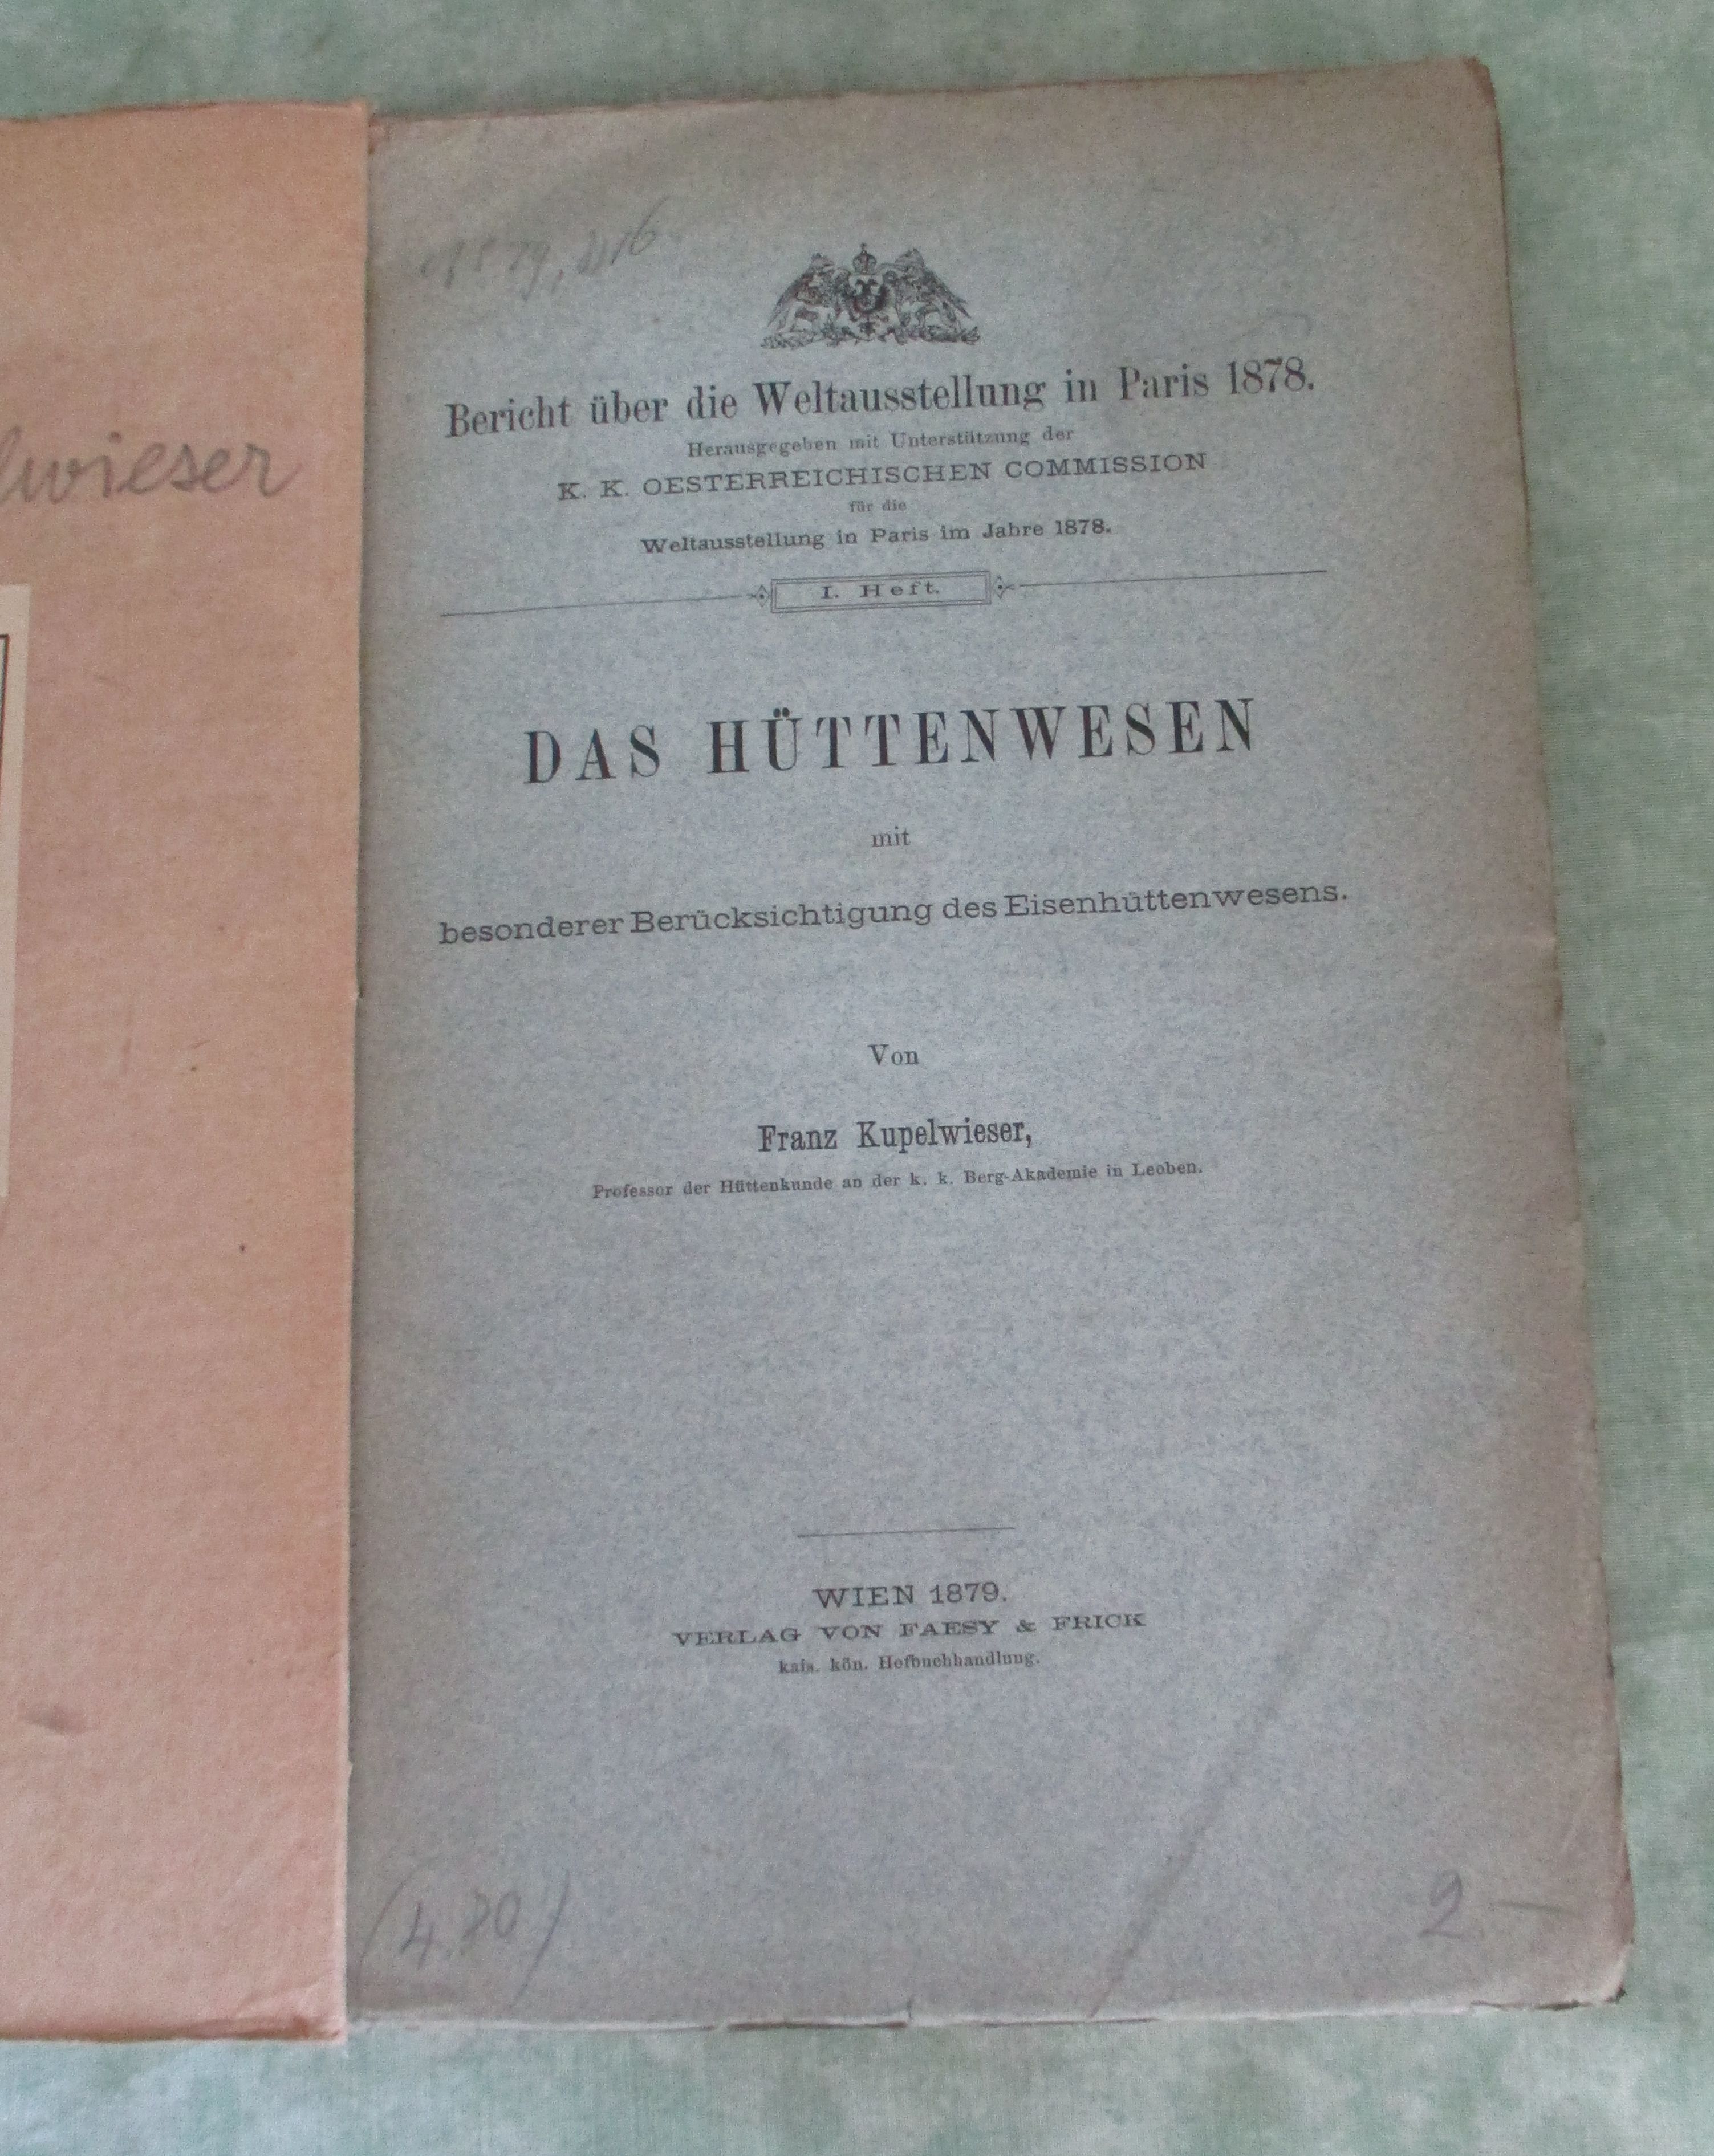 lwieser
Bericht über die Weltausstellung in Paris 1878.
Herausgegeben mit Unterstützung der
K. K. OESTERREICHISCHEN COMMISSION
für die
Weltausstellung in Paris im Jahre 1878.
I. Heft.
DAS HÜTTENWESEN
mit
besonderer Berücksichtigung des Eisenhüttenwesens.
Von
Franz Kupelwieser,
Professor der Hüttenkunde an der k. k. Berg-Akademie in Leoben.
WIEN 1879.
VERLAG VON FAESY & FRICK
kais. kön. Hofbuchhandlung.
2 —